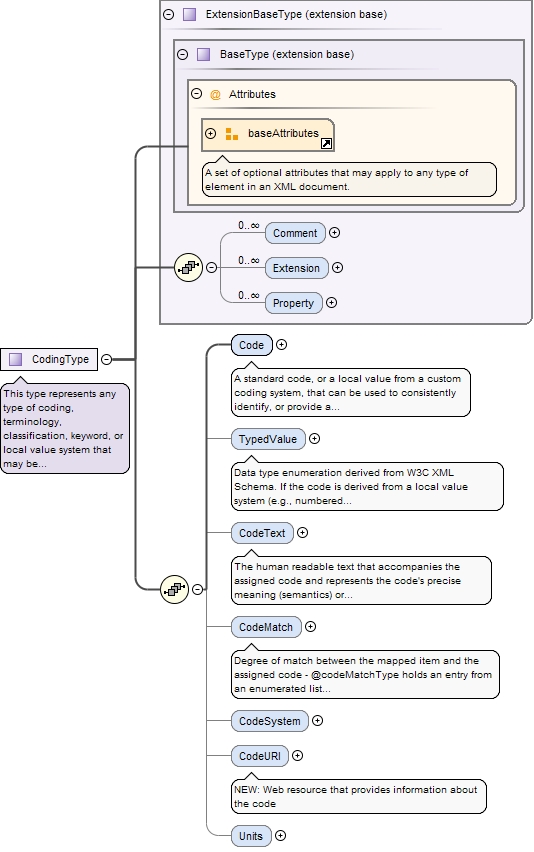 ExtensionBaseType (extension base)
BaseType (extension base)
@ Attributes
baseAttributes
A set of optional attributes that may apply to any type of
element in an XML document.
0..∞
Comment
0..∞
Extension
0..∞
Property
CodingType
This type represents any
type of coding,
terminology,
classification, keyword, or
local value system that
may be...
Code
A standard code, or a local value from a custom
coding system, that can be used to consistently
identify, or provide a...
TypedValue
Data type enumeration derived from W3C XML
Schema. If the code is derived from a local value
system (e.g., numbered...
CodeText
The human readable text that accompanies the
assigned code and represents the code's precise
meaning (semantics) or...
CodeMatch
Degree of match between the mapped item and the
assigned code - @codeMatchType holds an entry from
an enumerated list...
CodeSystem
CodeURI
NEW: Web resource that provides information about
the code
Units